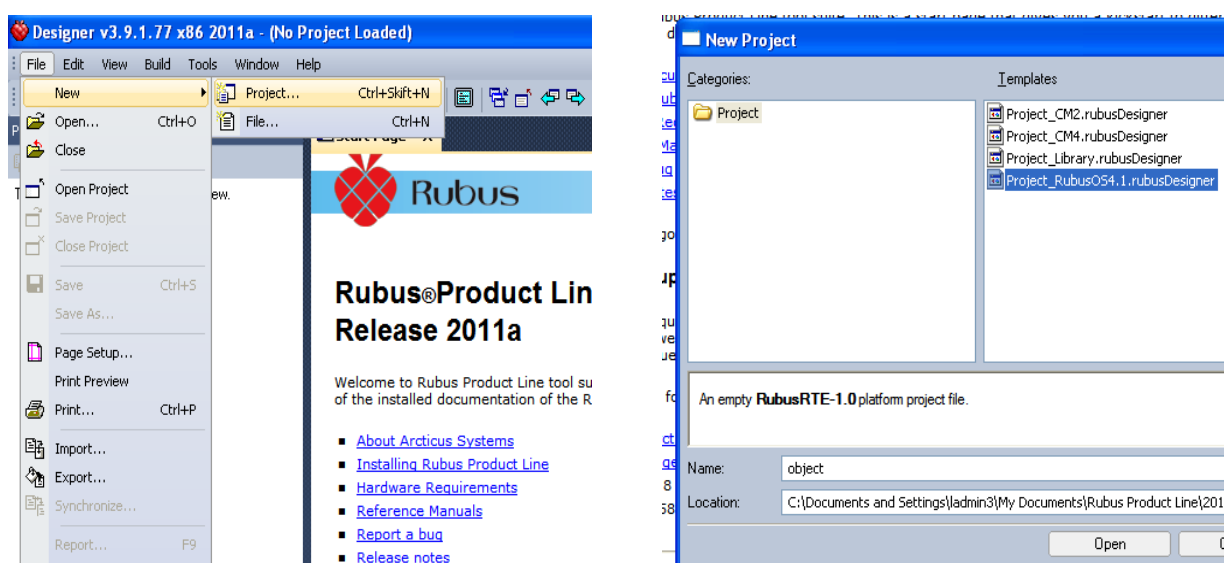 Designer v3.9.1.77 x86 2011a - (No Project Loaded)
File Edit View Build Tools Window Help
New
Project... Ctrl+Skift+N
File... Ctrl+N
Open... Ctrl+O
Close
Open Project
ew.
Save Project
Close Project
Save Ctrl+S
Save As...
Page Setup...
Print Preview
Print... Ctrl+P
Import...
Export...
Synchronize...
Report... F9
Rubus
Rubus®Product Lin
Release 2011a
Welcome to Rubus Product Line tool su
of the installed documentation of the R
About Arcticus Systems
Installing Rubus Product Line
Hardware Requirements
Reference Manuals
Report a bug
Release notes
New Project
Categories:
Templates
Project
Project_CM2.rubusDesigner
Project_CM4.rubusDesigner
Project_Library.rubusDesigner
Project_RubusOS4.1.rubusDesigner
An empty RubusRTE-1.0 platform project file.
Name: object
Location: C:\Documents and Settings\ladmin3\My Documents\Rubus Product Line\201
Open